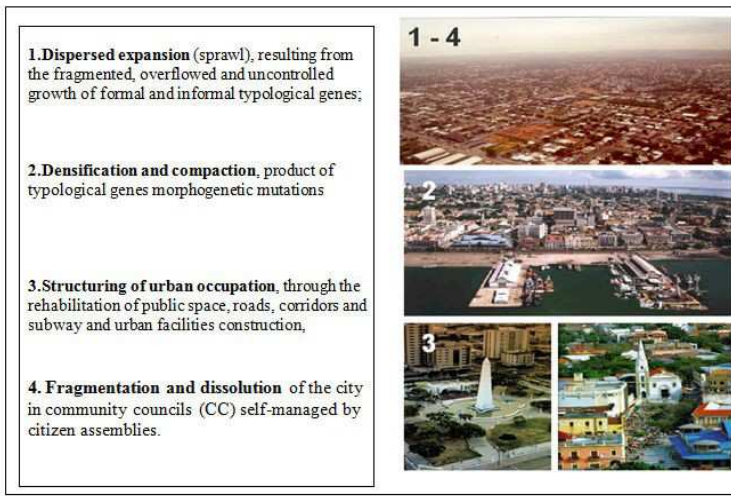 1.Dispersed expansion (sprawl), resulting from
the fragmented, overflowed and uncontrolled
growth of formal and informal typological genes;
2.Densification and compaction, product of
typological genes morphogenetic mutations
3.Structuring of urban occupation, through the
rehabilitation of public space, roads, corridors and
subway and urban facilities construction,
4. Fragmentation and dissolution of the city
in community councils (CC) self-managed by
citizen assemblies.
1 - 4
2
3